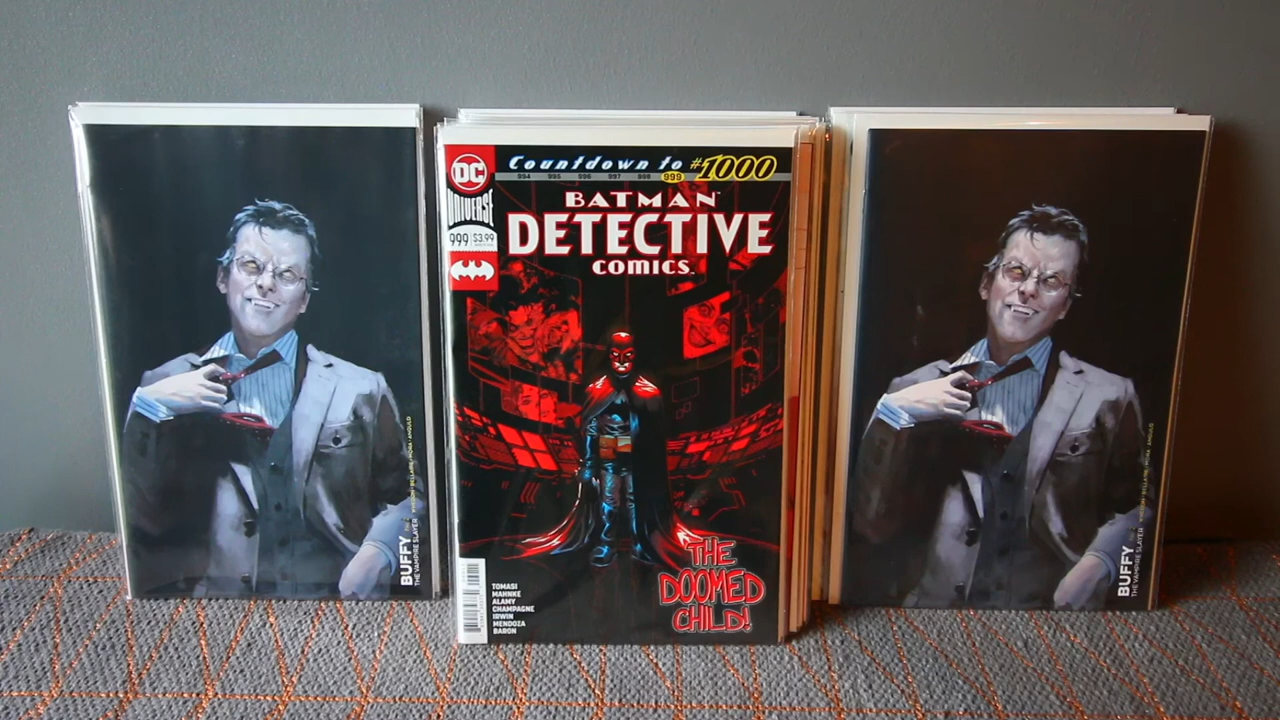 BUFFY
THE VAMPIRE SLAYER
DC
UNIVERSE
999 $3.99
Countdown to #1000
994 995 996 997 998 999
BATMAN
DETECTIVE
COMICS
THE
DOOMED
CHILD!
TOMASI
MAHNKE
ALAMY
CHAMPAGNE
IRWIN
MENDOZA
BARON
BUFFY
THE VAMPIRE SLAYER